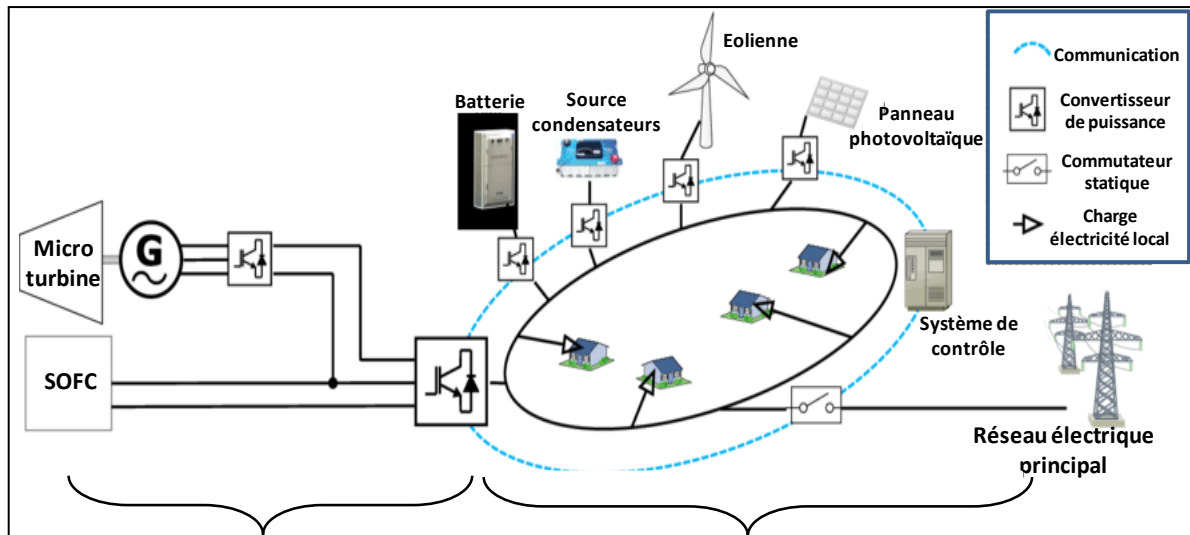 Eolienne
Batterie
Source
condensateurs
Panneau
photovoltaïque
Communication
Convertisseur
de puissance
Commutateur
statique
Charge
électricité local
Micro
turbine
G
SOFC
Système de
contrôle
Réseau électrique
principal